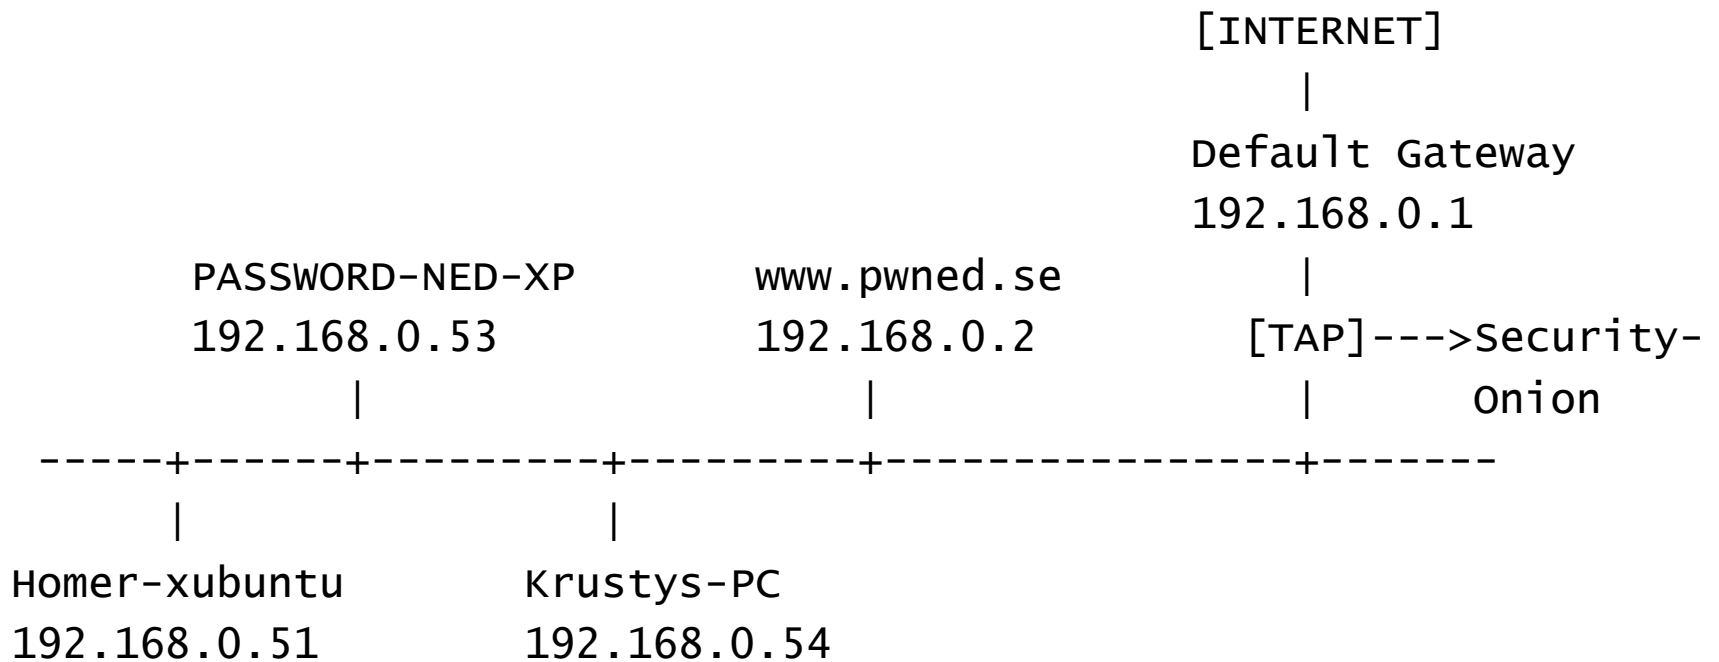 [INTERNET]
|
Default Gateway
192.168.0.1
PASSWORD-NED-XP www.pwned.se |
192.168.0.53 192.168.0.2 [TAP]--->Security-
| | | Onion
-----+------+---------+---------+----------------+-------
| |
Homer-xubuntu Krustys-PC
192.168.0.51 192.168.0.54